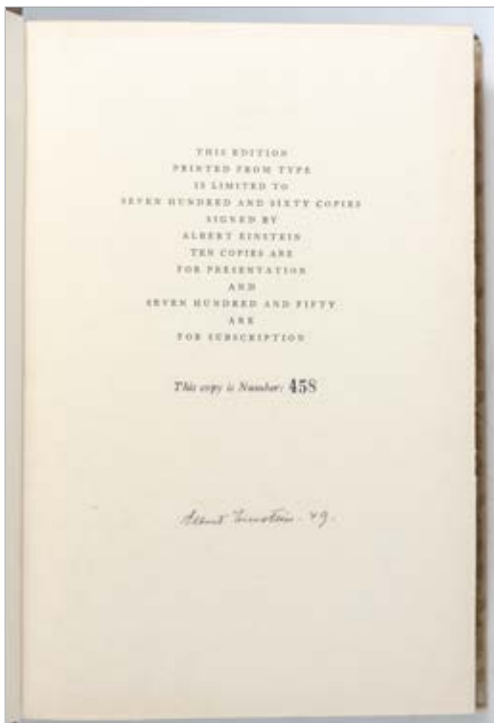 THIS EDITION
PRINTED FROM TYPE
IS LIMITED TO
SEVEN HUNDRED AND SIXTY COPIES
SIGNED BY
ALBERT EINSTEIN
TEN COPIES ARE
FOR PRESENTATION
AND
SEVEN HUNDRED AND FIFTY
ARE
FOR SUBSCRIPTION
This copy is Number: 458
Albert Einstein. 49.